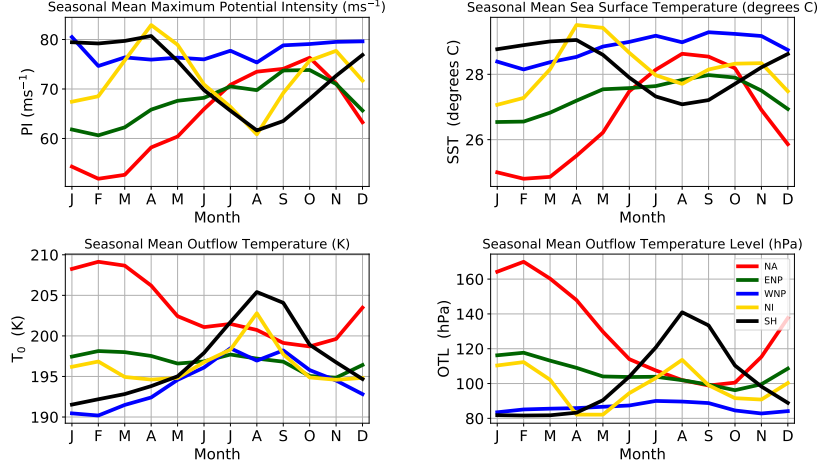 Seasonal Mean Maximum Potential Intensity (ms⁻¹)
PI (ms⁻¹)
80
70
60
J F M A M J J A S O N D
Month
Seasonal Mean Sea Surface Temperature (degrees C)
SST (degrees C)
28
26
J F M A M J J A S O N D
Month
Seasonal Mean Outflow Temperature (K)
T₀ (K)
210
205
200
195
190
J F M A M J J A S O N D
Month
Seasonal Mean Outflow Temperature Level (hPa)
OTL (hPa)
160
140
120
100
80
NA
ENP
WNP
NI
SH
J F M A M J J A S O N D
Month